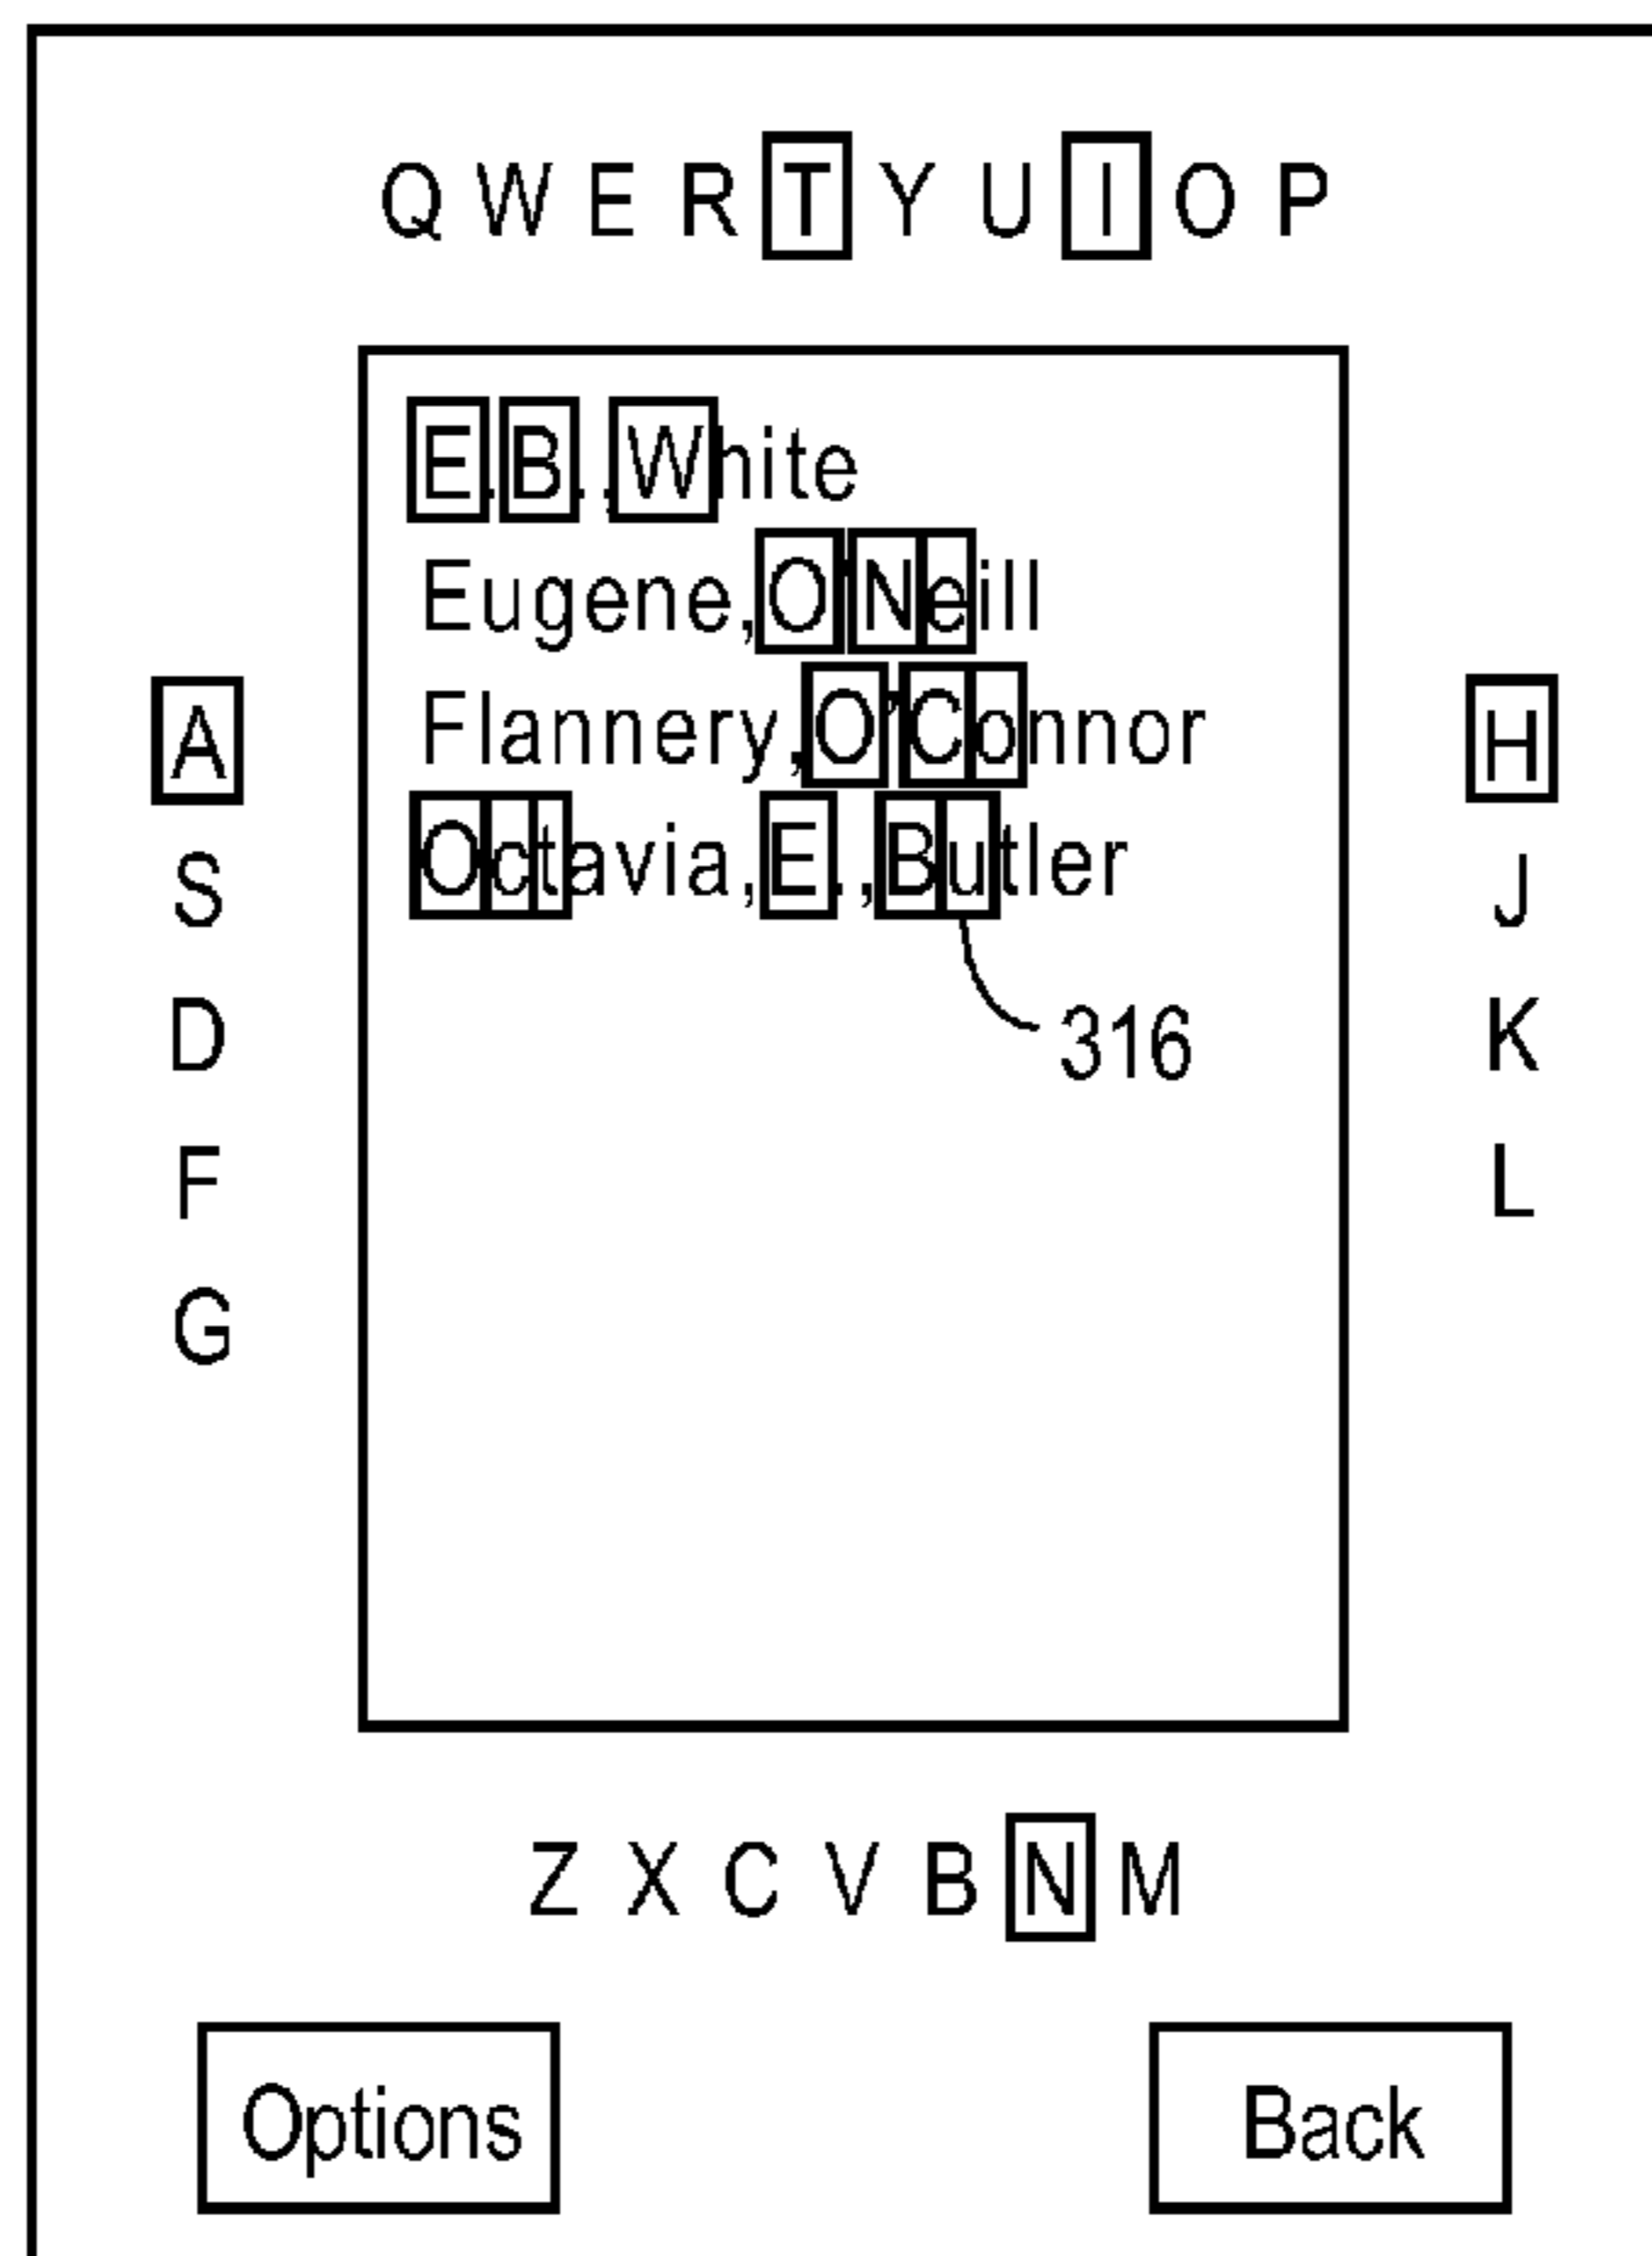 Q W E R T Y U I O P
E.B.,White
Eugene,O'Neill
Flannery,O'Connor
Octavia,E.,Butler
316
A
S
D
F
G
H
J
K
L
Z X C V B N M
Options
Back